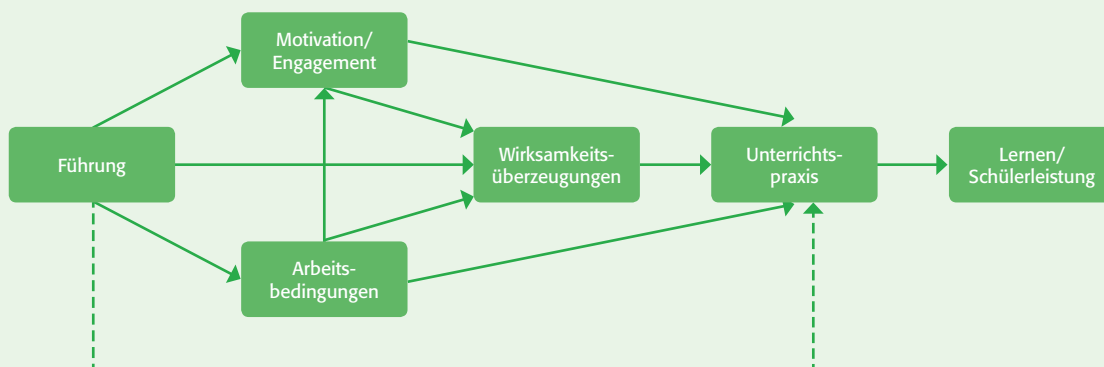 Motivation/
Engagement
Führung
Wirksamkeits-
überzeugungen
Unterrichts-
praxis
Lernen/
Schülerleistung
Arbeits-
bedingungen